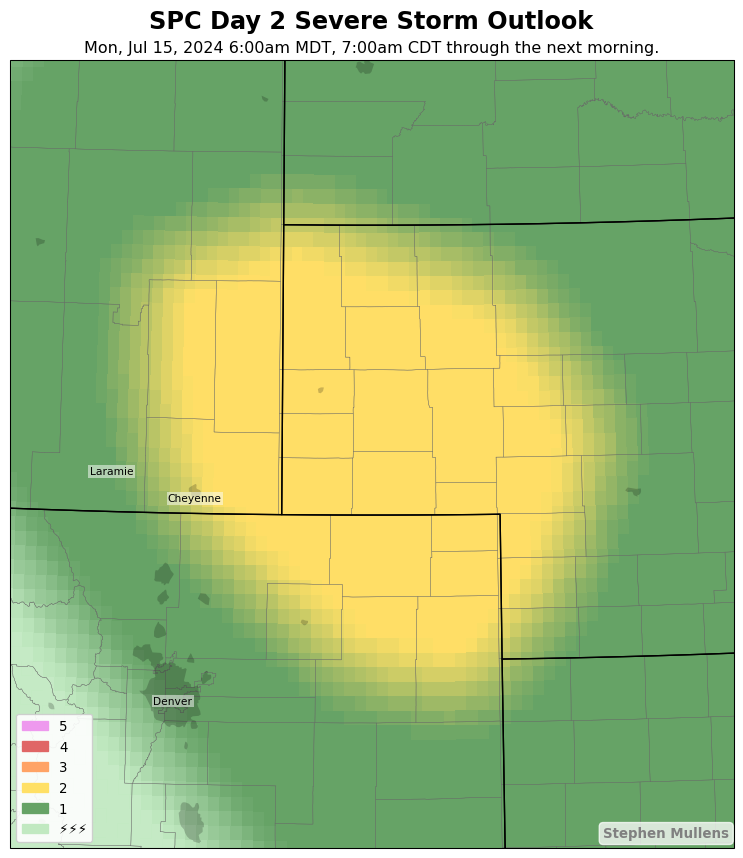 SPC Day 2 Severe Storm Outlook
Mon, Jul 15, 2024 6:00am MDT, 7:00am CDT through the next morning.
Laramie
Cheyenne
Denver
5
4
3
2
1
⚡⚡⚡
Stephen Mullens